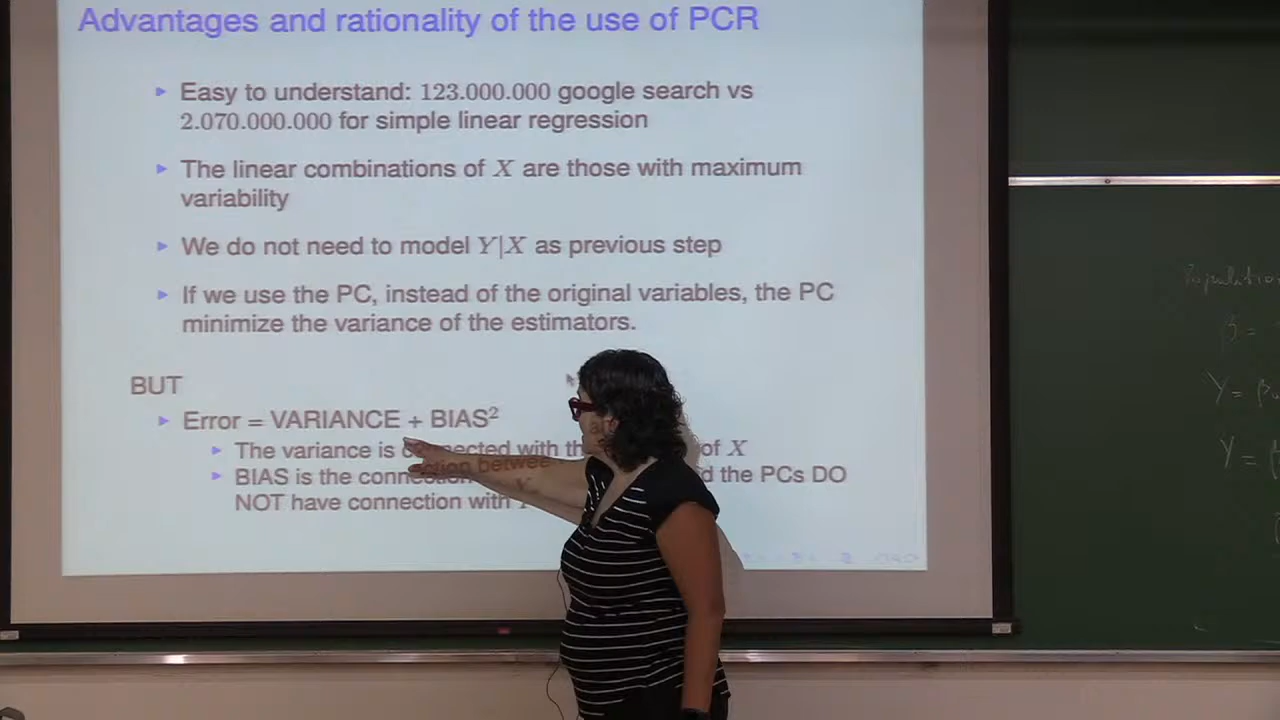 Advantages and rationality of the use of PCR
Easy to understand: 123.000.000 google search vs
2.070.000.000 for simple linear regression
The linear combinations of X are those with maximum
variability
We do not need to model Y|X as previous step
If we use the PC, instead of the original variables, the PC
minimize the variance of the estimators.
BUT
Error = VARIANCE + BIAS²
The variance is connected with of X
BIAS is the connection between the PCs DO
NOT have connection with Y
Population
β =
Y = β₀
Y =